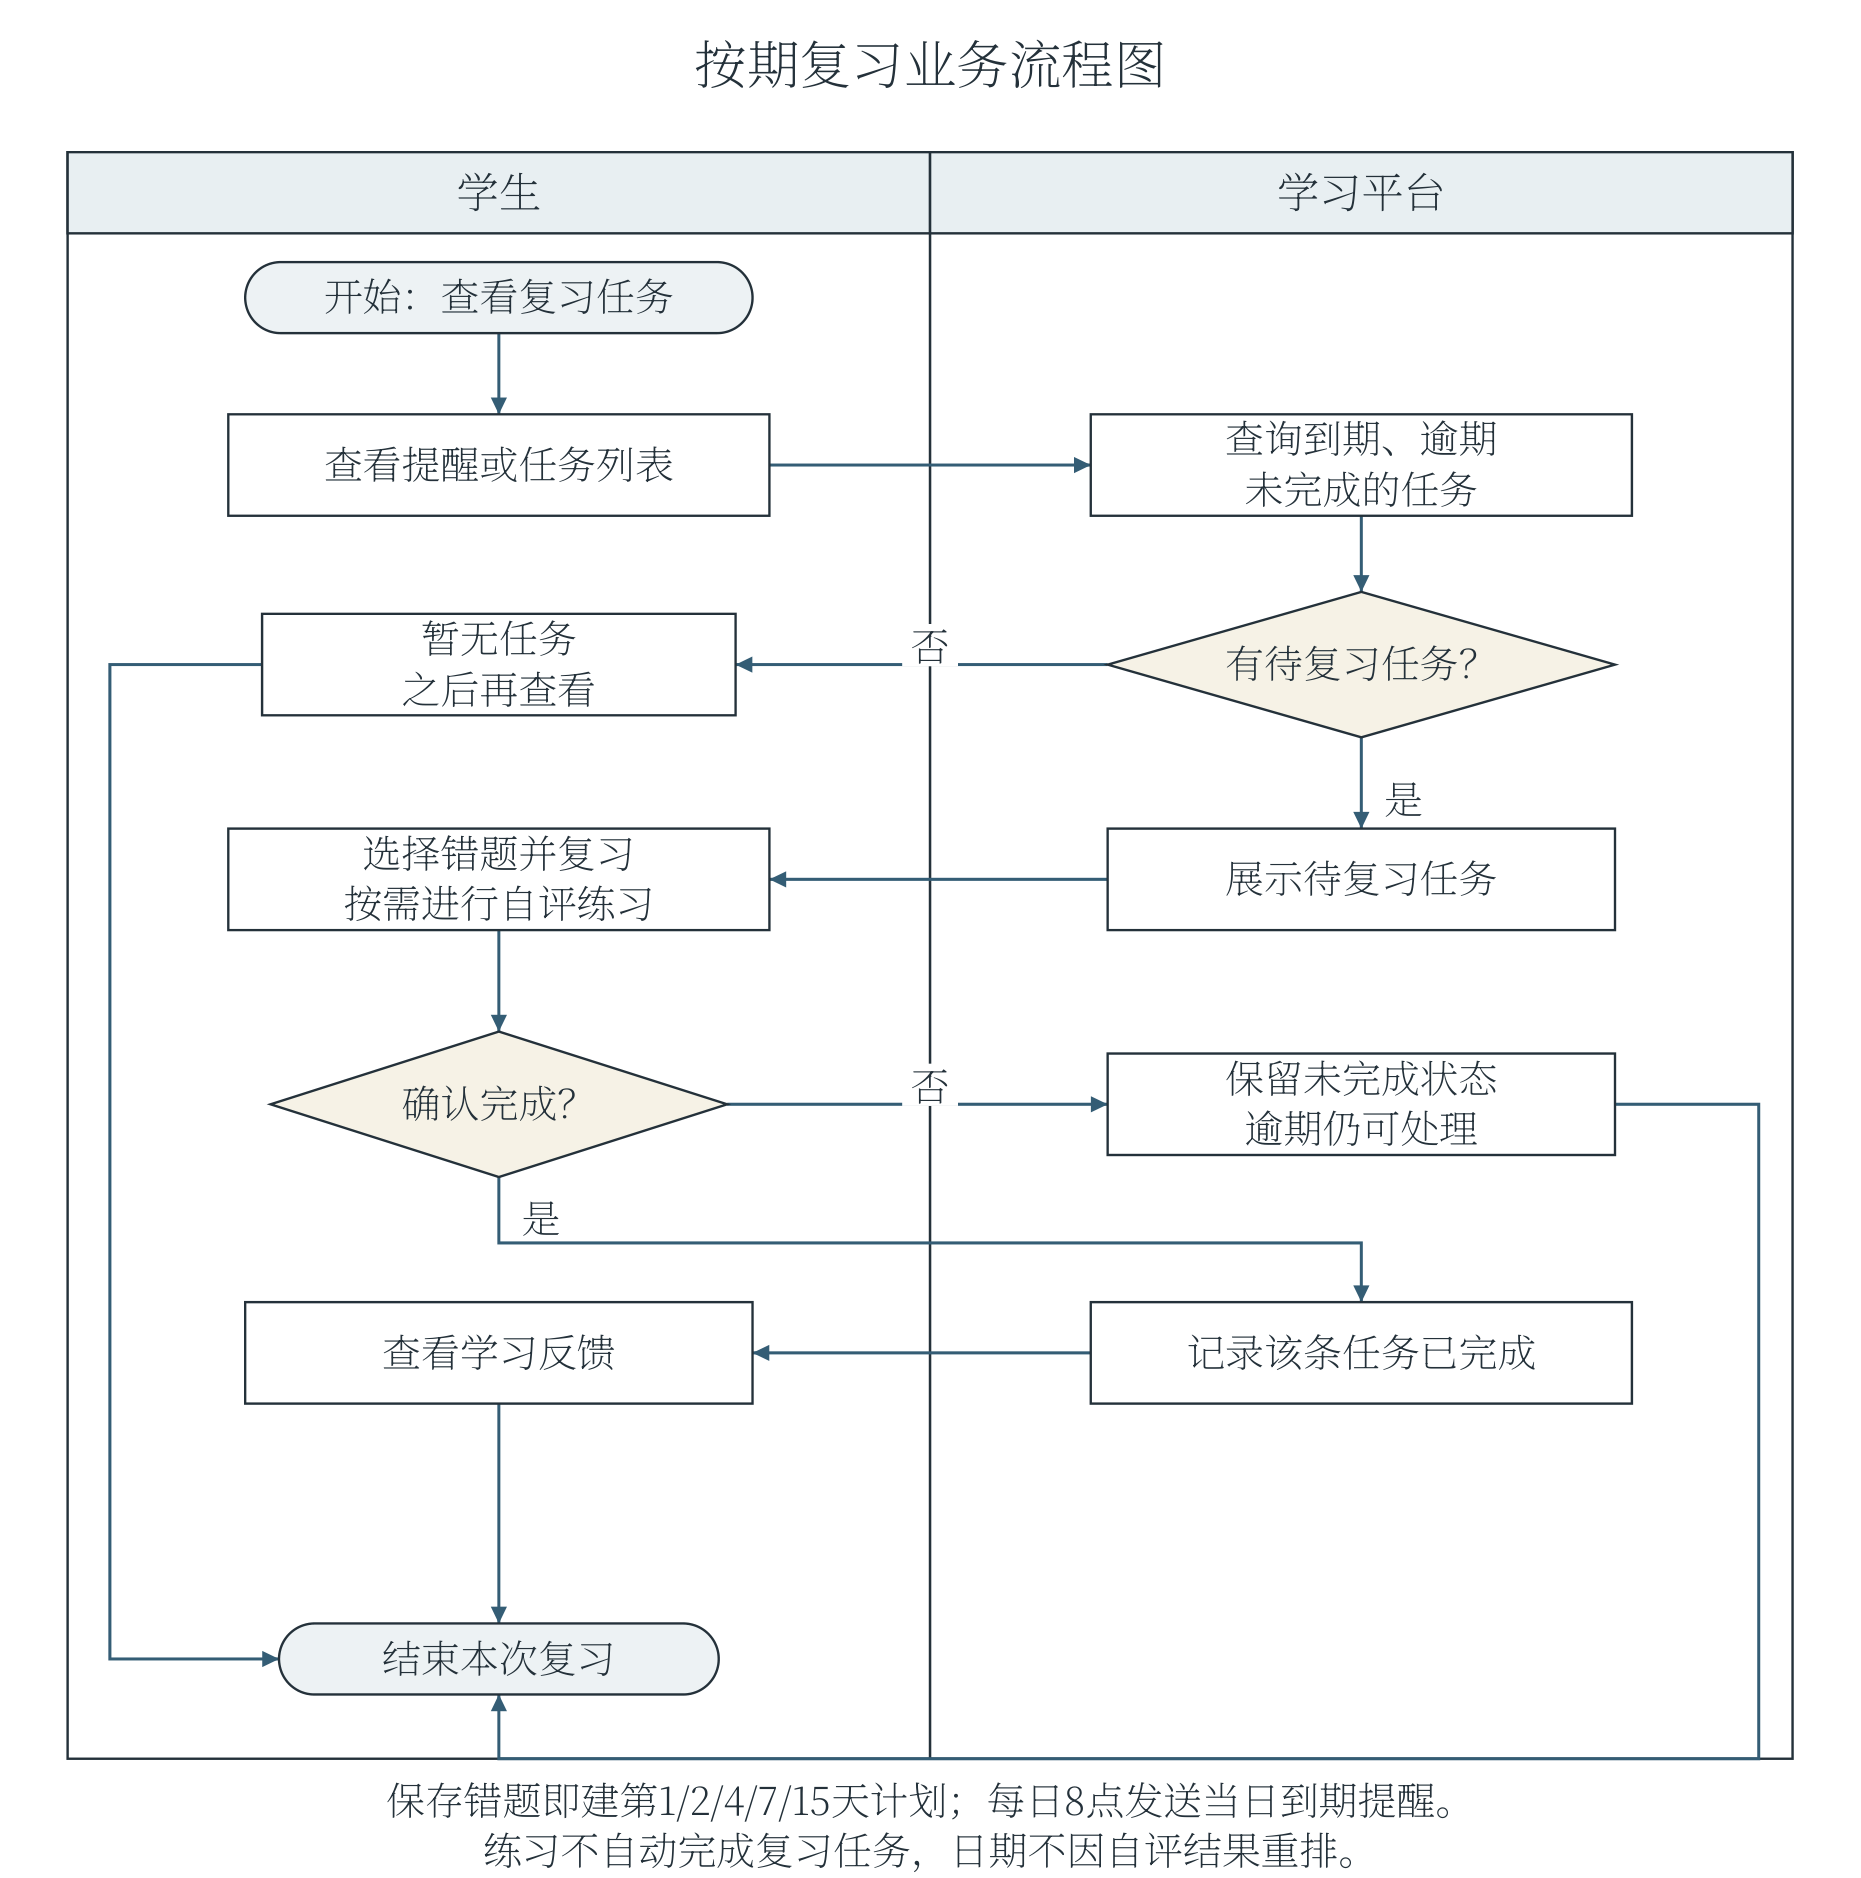 按期复习业务流程图
学生
学习平台
开始：查看复习任务
查看提醒或任务列表
查询到期、逾期
未完成的任务
暂无任务
之后再查看
否
有待复习任务？
是
选择错题并复习
按需进行自评练习
展示待复习任务
确认完成？
否
保留未完成状态
逾期仍可处理
是
查看学习反馈
记录该条任务已完成
结束本次复习
保存错题即建第1/2/4/7/15天计划；每日8点发送当日到期提醒。
练习不自动完成复习任务，日期不因自评结果重排。